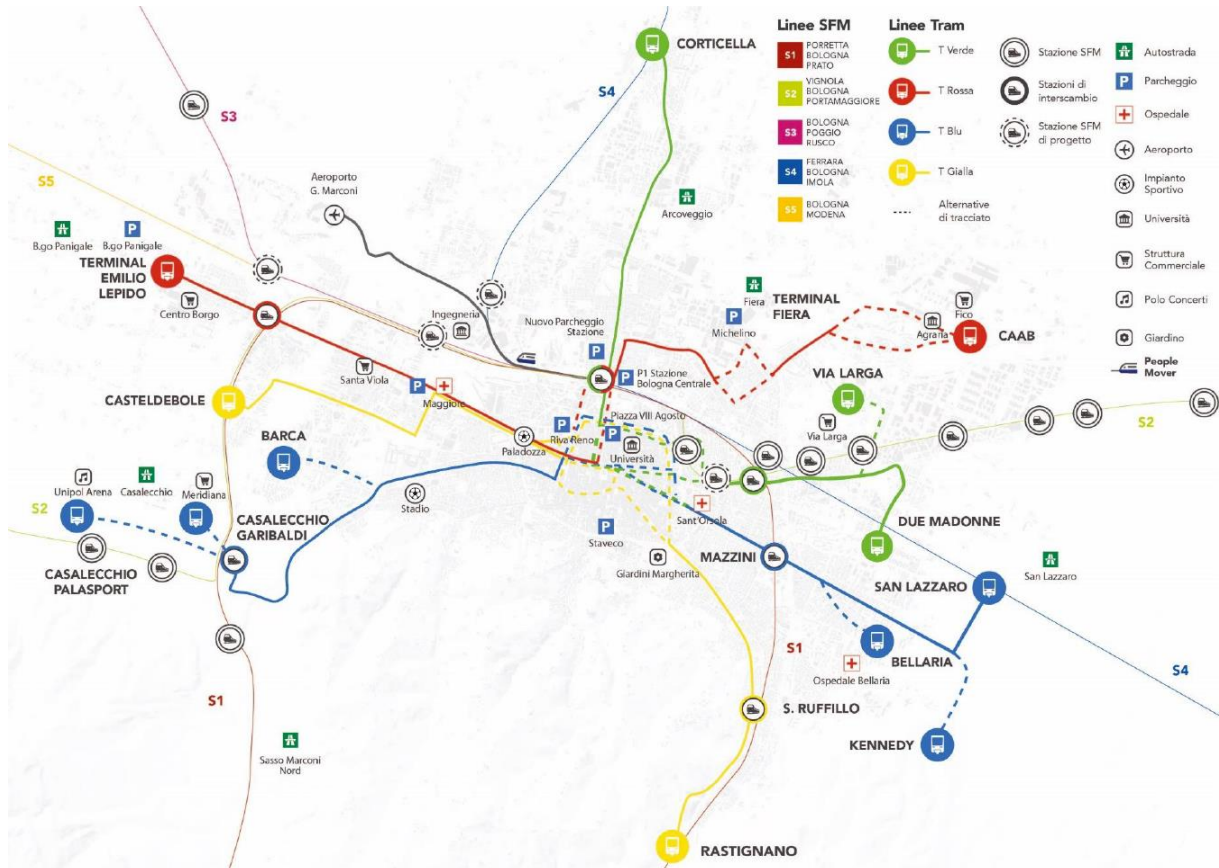 Linee SFM
S1
PORRETTA
BOLOGNA
PRATO
S2
VIGNOLA
BOLOGNA
PORTAMAGGIORE
S3
BOLOGNA
POGGIO
RUSCO
S4
FERRARA
BOLOGNA
IMOLA
S5
BOLOGNA
MODENA
Linee Tram
T Verde
T Rossa
T Blu
T Gialla
Alternative
di tracciato
Stazione SFM
Stazioni di
interscambio
Stazione SFM
di progetto
Autostrada
P
Parcheggio
Ospedale
Aeroporto
Impianto
Sportivo
Università
Struttura
Commerciale
Polo Concerti
Giardino
People
Mover
CORTICELLA
S3
S4
S5
Aeroporto
G. Marconi
Arcoveggio
B.go Panigale
P
B.go Panigale
TERMINAL
EMILIO
LEPIDO
Centro Borgo
Ingegneria
Nuovo Parcheggio
Stazione
P
Fiera
P
Michelino
TERMINAL
FIERA
Fico
Agraria
CAAB
Santa Viola
P
Maggiore
P
P1 Stazione
Bologna Centrale
VIA LARGA
Via Larga
S2
CASTELDEBOLE
Piazza VIII Agosto
P
Riva Reno
P
Università
Paladozza
BARCA
Unipol Arena
Casalecchio
Meridiana
Stadio
S2
CASALECCHIO
GARIBALDI
CASALECCHIO
PALASPORT
Sant'Orsola
P
Staveco
DUE MADONNE
MAZZINI
Giardini Margherita
SAN LAZZARO
San Lazzaro
BELLARIA
Ospedale Bellaria
S1
S1
S4
S. RUFFILLO
KENNEDY
Sasso Marconi
Nord
RASTIGNANO